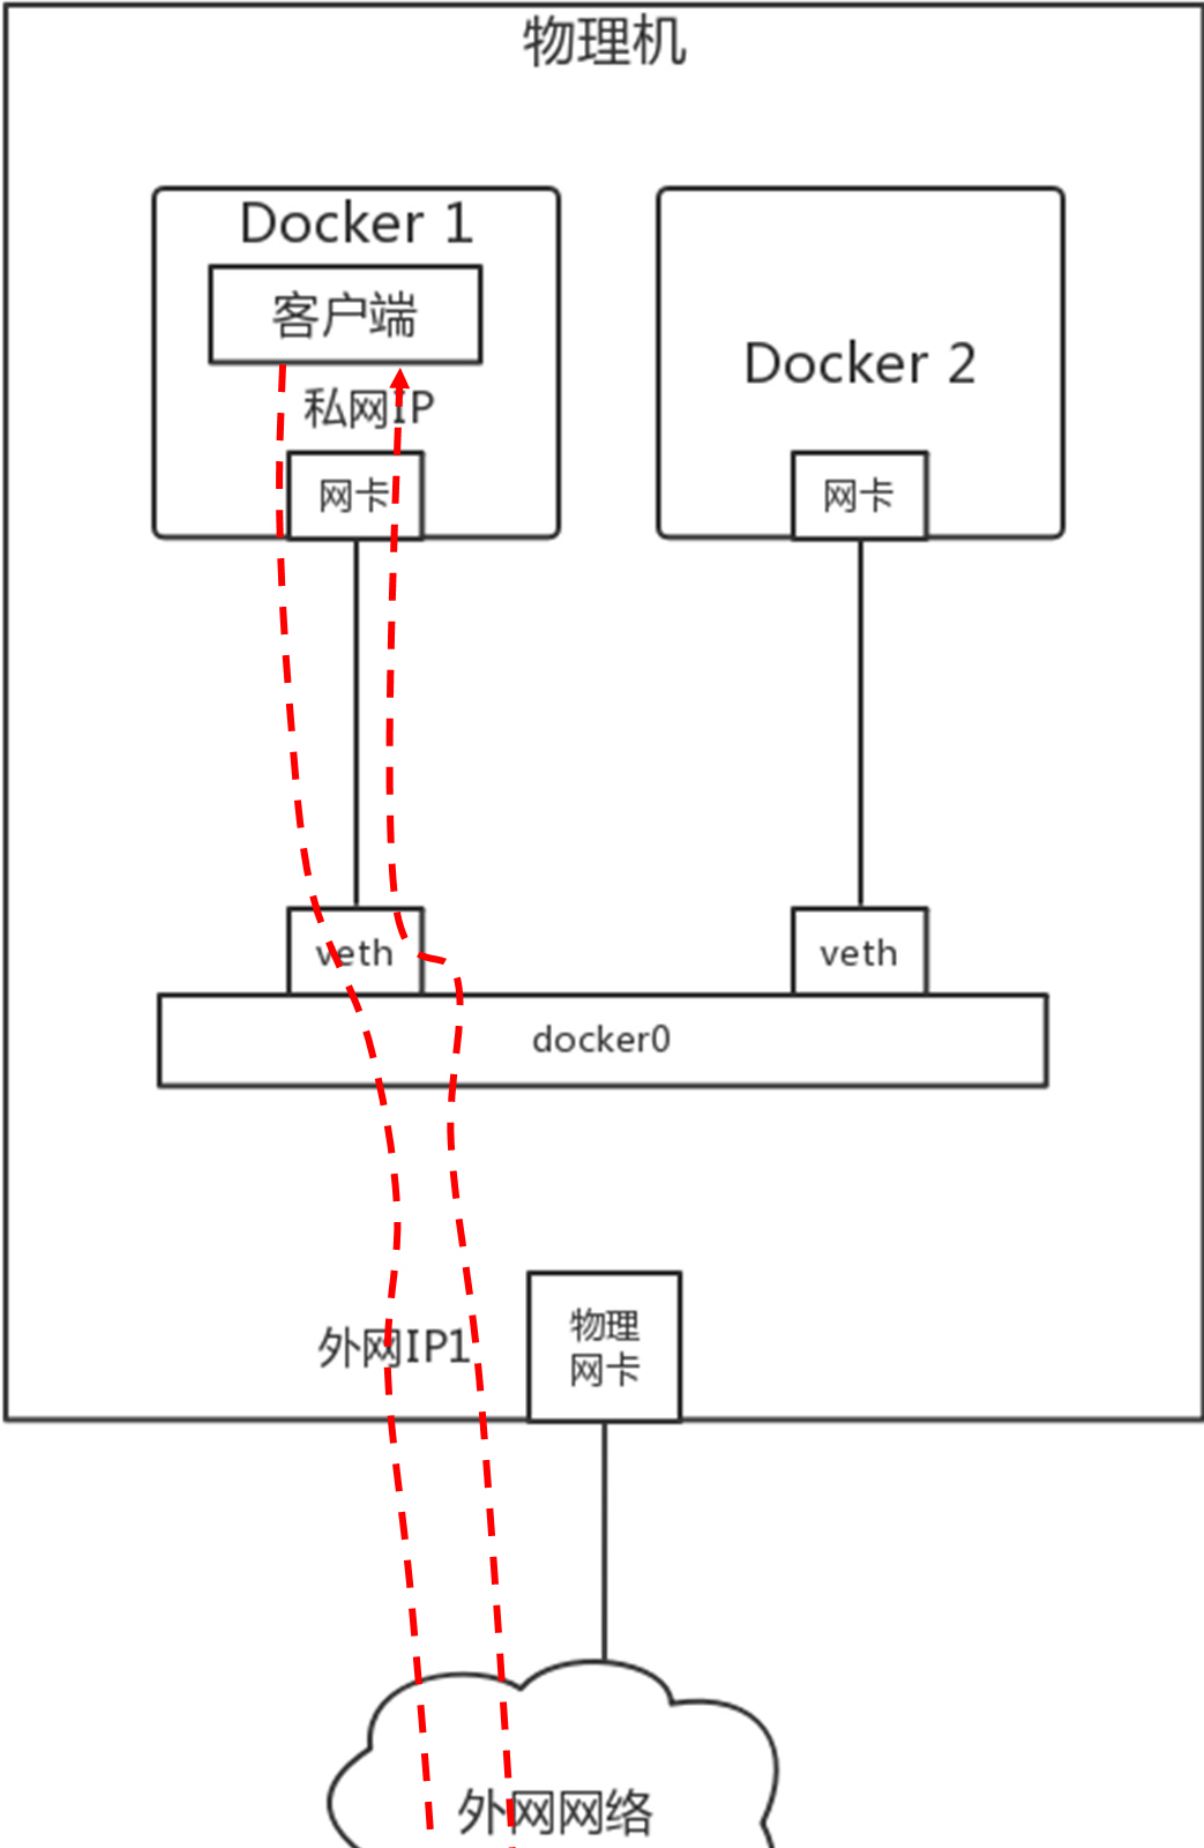 物理机
Docker 1
客户端
私网IP
网卡
Docker 2
网卡
veth
veth
docker0
外网IP1
物理
网卡
外网网络